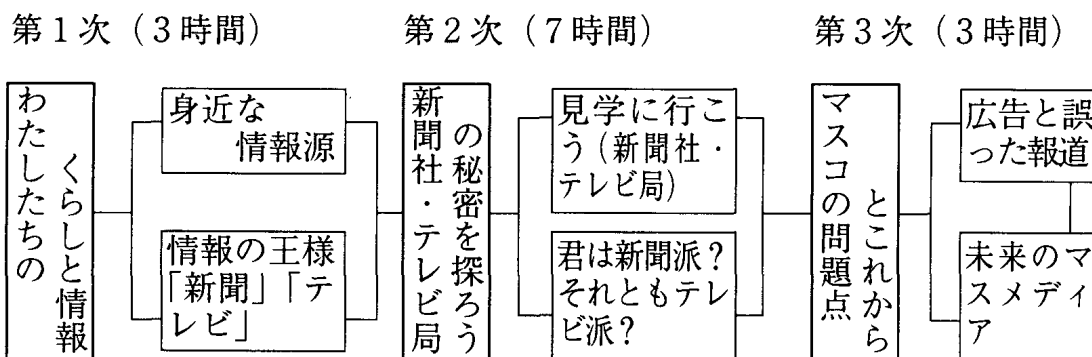 第1次（3時間）
第2次（7時間）
第3次（3時間）
わたしたちの
くらしと情報
身近な
情報源
情報の王様
「新聞」「テ
レビ」
新聞社・テレビ局
の秘密を探ろう
見学に行こ
う（新聞社・
テレビ局）
君は新聞派？
それともテレ
ビ派？
マスコの問題点
とこれから
広告と誤
った報道
未来のマ
スメディ
ア